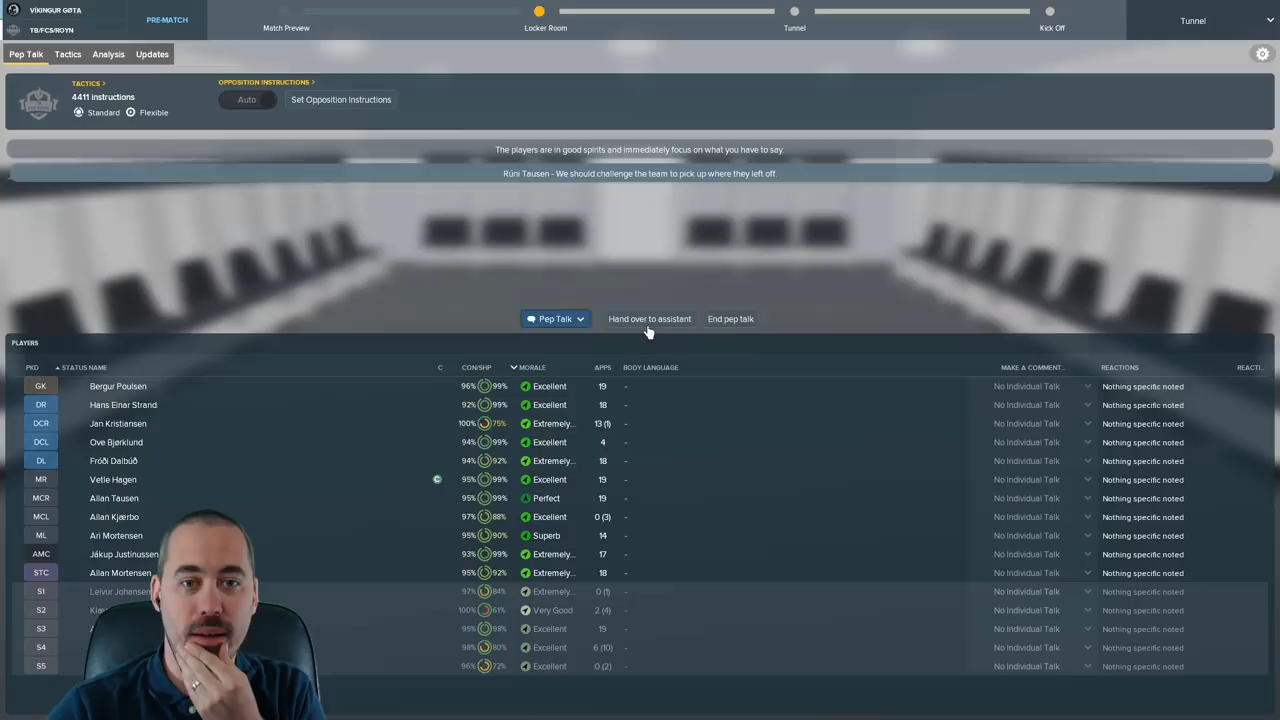 VÍKINGUR GØTA
TB/FCS/ROYN
PRE-MATCH
Match Preview
Locker Room
Tunnel
Kick Off
Tunnel
Pep Talk
Tactics
Analysis
Updates
TACTICS >
4411 instructions
Standard
Flexible
OPPOSITION INSTRUCTIONS >
Auto
Set Opposition Instructions
The players are in good spirits and immediately focus on what you have to say.
Rúni Tausen - We should challenge the team to pick up where they left off.
Pep Talk
Hand over to assistant
End pep talk
PLAYERS
PKD STATUS NAME C CON/SHP MORALE APPS BODY LANGUAGE MAKE A COMMENT... REACTIONS REACTI...
GK Bergur Poulsen 96% 99% Excellent 19 - No Individual Talk Nothing specific noted
DR Hans Einar Strand 92% 99% Excellent 18 - No Individual Talk Nothing specific noted
DCR Jan Kristiansen 100% 75% Extremely... 13 (1) - No Individual Talk Nothing specific noted
DCL Ove Bjørklund 94% 99% Excellent 4 - No Individual Talk Nothing specific noted
DL Fróði Dalbúð 94% 92% Extremely... 18 - No Individual Talk Nothing specific noted
MR Vetle Hagen C 95% 99% Excellent 19 - No Individual Talk Nothing specific noted
MCR Allan Tausen 95% 99% Perfect 19 - No Individual Talk Nothing specific noted
MCL Allan Kjærbo 97% 88% Excellent 0 (3) - No Individual Talk Nothing specific noted
ML Ari Mortensen 95% 90% Superb 14 - No Individual Talk Nothing specific noted
AMC Jákup Justinussen 93% 99% Extremely... 17 - No Individual Talk Nothing specific noted
STC Allan Mortensen 95% 92% Extremely... 18 - No Individual Talk Nothing specific noted
S1 Leivur Johansen 97% 84% Extremely... 0 (1) - No Individual Talk Nothing specific noted
S2 100% 61% Very Good 2 (4) - No Individual Talk Nothing specific noted
S3 95% 98% Excellent 19 - No Individual Talk Nothing specific noted
S4 98% 80% Excellent 6 (10) - No Individual Talk Nothing specific noted
S5 96% 72% Excellent 0 (2) - No Individual Talk Nothing specific noted